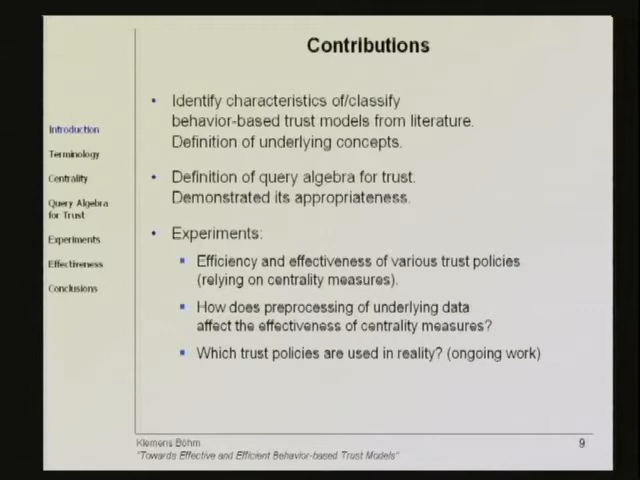 Contributions
Introduction
Terminology
Centrality
Query Algebra
for Trust
Experiments
Effectiveness
Conclusions
• Identify characteristics of/classify
behavior-based trust models from literature.
Definition of underlying concepts.
• Definition of query algebra for trust.
Demonstrated its appropriateness.
• Experiments:
▪ Efficiency and effectiveness of various trust policies
(relying on centrality measures).
▪ How does preprocessing of underlying data
affect the effectiveness of centrality measures?
▪ Which trust policies are used in reality? (ongoing work)
Klemens Böhm
"Towards Effective and Efficient Behavior-based Trust Models"
9